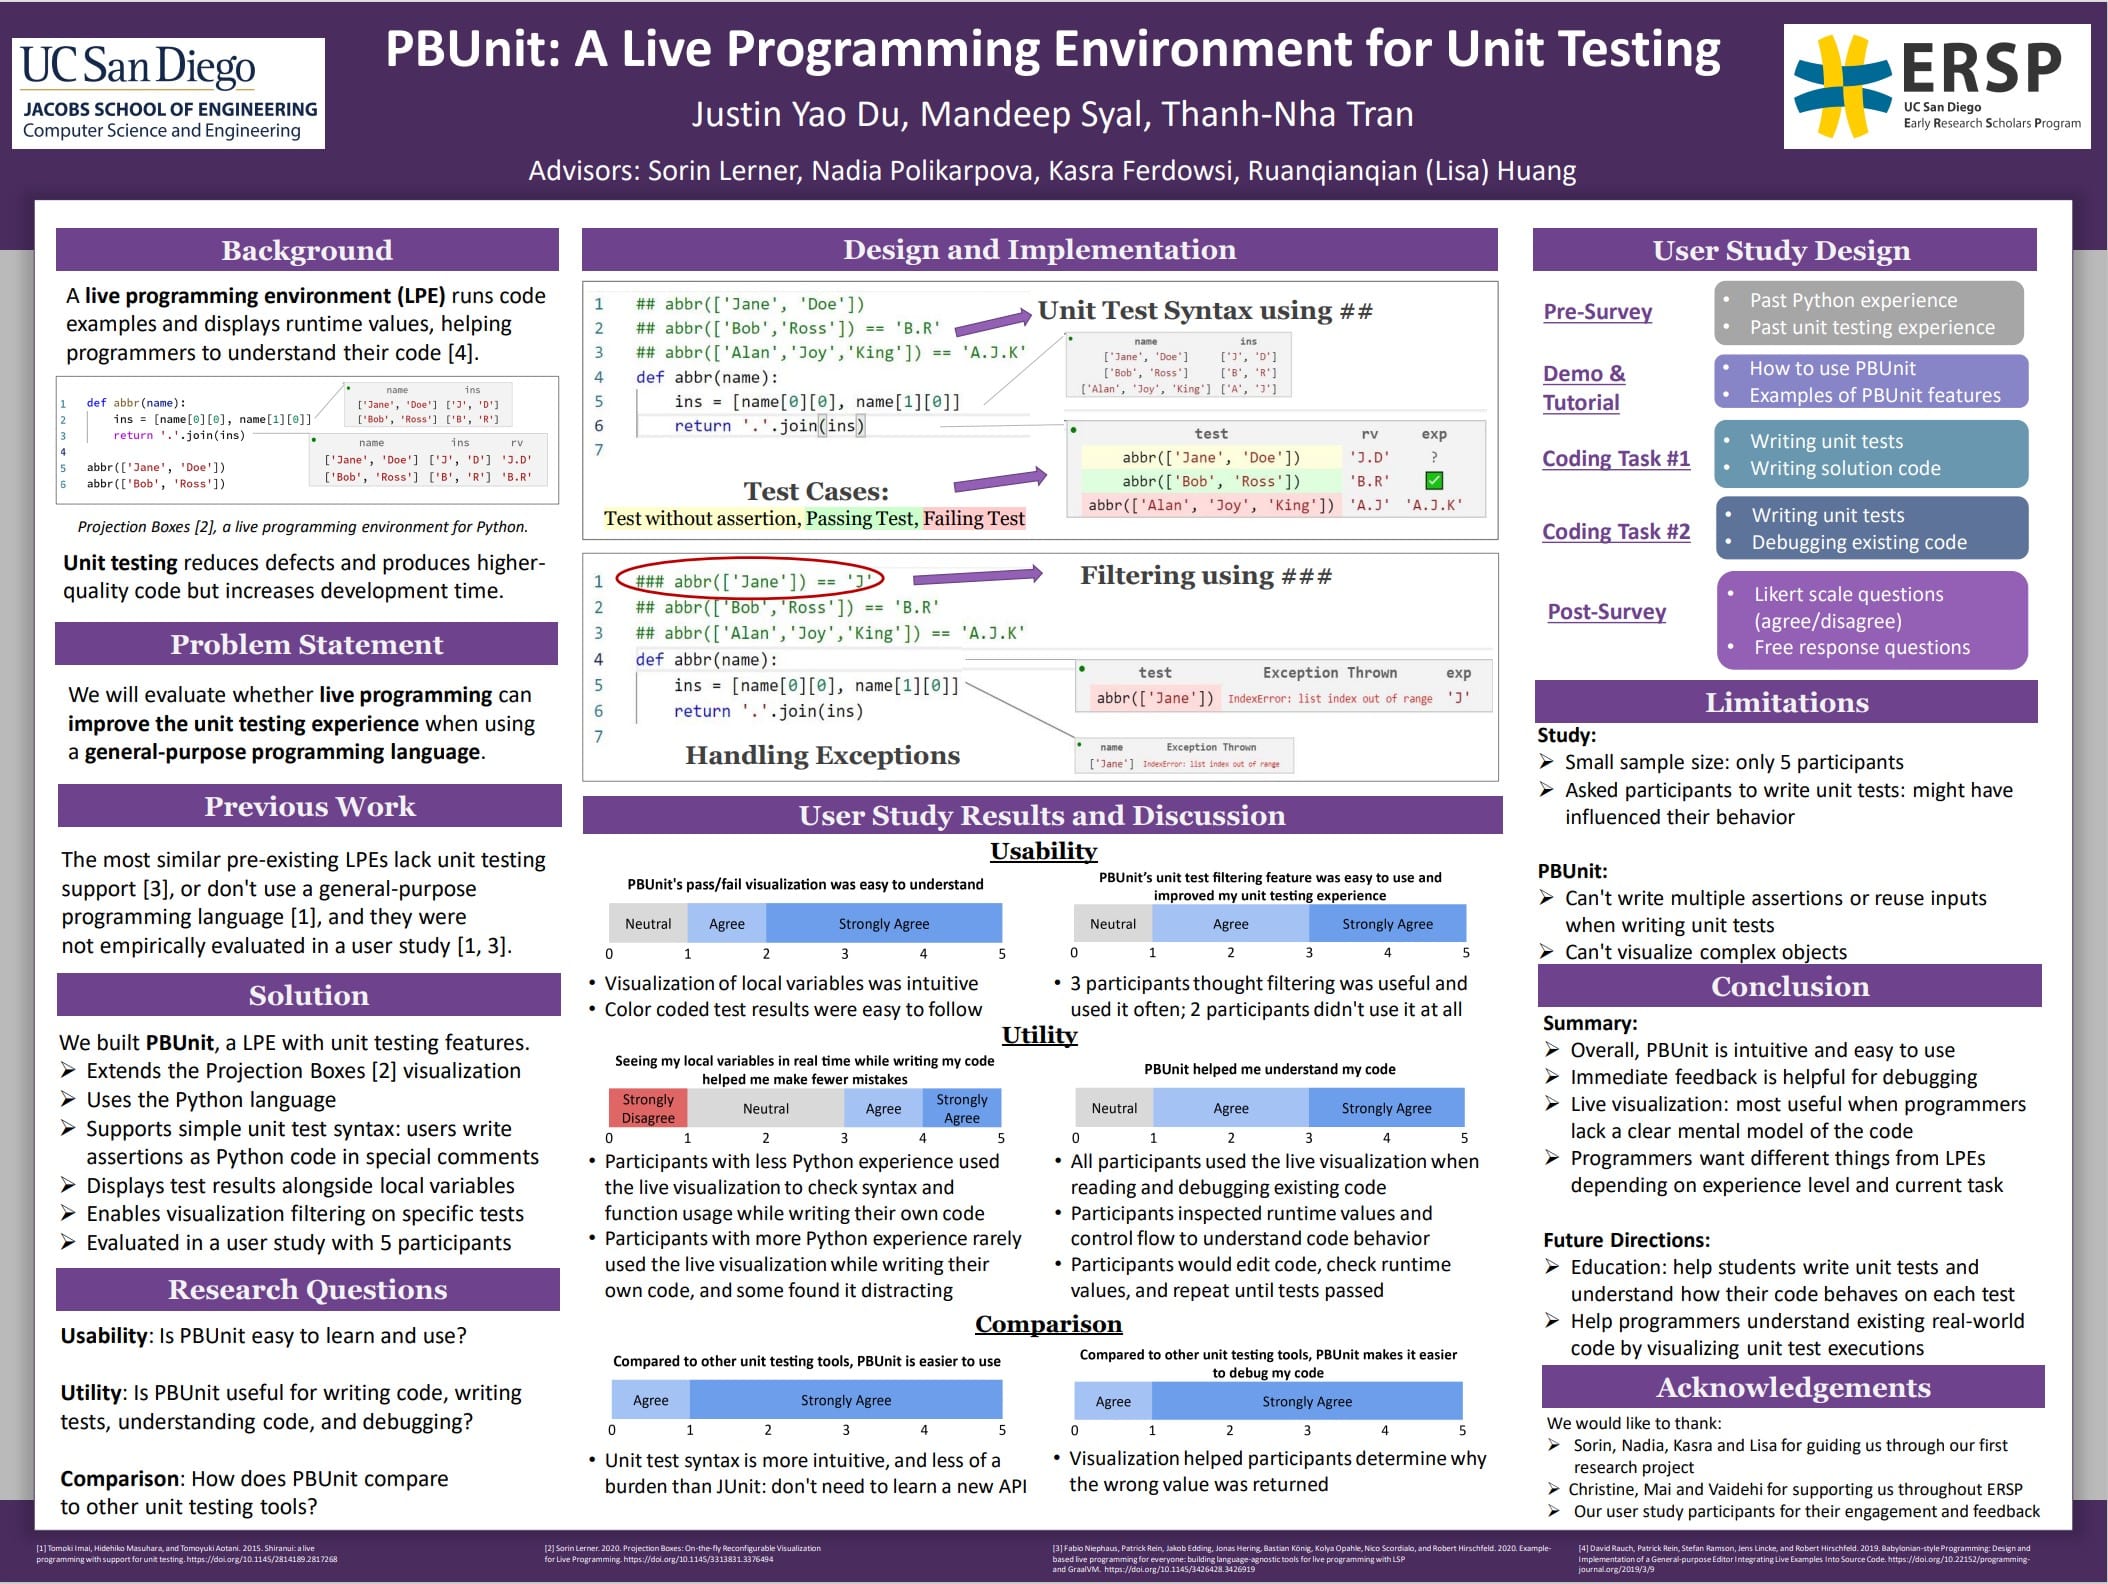 UC San Diego
JACOBS SCHOOL OF ENGINEERING
Computer Science and Engineering
PBUnit: A Live Programming Environment for Unit Testing
Justin Yao Du, Mandeep Syal, Thanh-Nha Tran
Advisors: Sorin Lerner, Nadia Polikarpova, Kasra Ferdowsi, Ruanqianqian (Lisa) Huang
ERSP
UC San Diego
Early Research Scholars Program
Background
A live programming environment (LPE) runs code
examples and displays runtime values, helping
programmers to understand their code [4].
1 def abbr(name):
2 ins = [name[0][0], name[1][0]]
3 return '.'.join(ins)
4
5 abbr(['Jane', 'Doe'])
6 abbr(['Bob', 'Ross'])
name ins
['Jane', 'Doe'] ['J', 'D']
['Bob', 'Ross'] ['B', 'R']
name ins rv
['Jane', 'Doe'] ['J', 'D'] 'J.D'
['Bob', 'Ross'] ['B', 'R'] 'B.R'
Projection Boxes [2], a live programming environment for Python.
Unit testing reduces defects and produces higher-
quality code but increases development time.
Problem Statement
We will evaluate whether live programming can
improve the unit testing experience when using
a general-purpose programming language.
Previous Work
The most similar pre-existing LPEs lack unit testing
support [3], or don't use a general-purpose
programming language [1], and they were
not empirically evaluated in a user study [1, 3].
Solution
We built PBUnit, a LPE with unit testing features.
➢ Extends the Projection Boxes [2] visualization
➢ Uses the Python language
➢ Supports simple unit test syntax: users write
assertions as Python code in special comments
➢ Displays test results alongside local variables
➢ Enables visualization filtering on specific tests
➢ Evaluated in a user study with 5 participants
Research Questions
Usability: Is PBUnit easy to learn and use?
Utility: Is PBUnit useful for writing code, writing
tests, understanding code, and debugging?
Comparison: How does PBUnit compare
to other unit testing tools?
Design and Implementation
1 ## abbr(['Jane', 'Doe'])
2 ## abbr(['Bob','Ross']) == 'B.R'
3 ## abbr(['Alan','Joy','King']) == 'A.J.K'
4 def abbr(name):
5 ins = [name[0][0], name[1][0]]
6 return '.'.join(ins)
7
Unit Test Syntax using ##
name ins
['Jane', 'Doe'] ['J', 'D']
['Bob', 'Ross'] ['B', 'R']
['Alan', 'Joy', 'King'] ['A', 'J']
test rv exp
abbr(['Jane', 'Doe']) 'J.D' ?
abbr(['Bob', 'Ross']) 'B.R' ✅
abbr(['Alan', 'Joy', 'King']) 'A.J' 'A.J.K'
Test Cases:
Test without assertion, Passing Test, Failing Test
1 ### abbr(['Jane']) == 'J'
2 ## abbr(['Bob','Ross']) == 'B.R'
3 ## abbr(['Alan','Joy','King']) == 'A.J.K'
4 def abbr(name):
5 ins = [name[0][0], name[1][0]]
6 return '.'.join(ins)
7
Filtering using ###
test Exception Thrown exp
abbr(['Jane']) IndexError: list index out of range 'J'
name Exception Thrown
['Jane'] IndexError: list index out of range
Handling Exceptions
User Study Results and Discussion
Usability
PBUnit's pass/fail visualization was easy to understand
Neutral Agree Strongly Agree
0 1 2 3 4 5
• Visualization of local variables was intuitive
• Color coded test results were easy to follow
PBUnit’s unit test filtering feature was easy to use and
improved my unit testing experience
Neutral Agree Strongly Agree
0 1 2 3 4 5
• 3 participants thought filtering was useful and
used it often; 2 participants didn't use it at all
Utility
Seeing my local variables in real time while writing my code
helped me make fewer mistakes
Strongly Disagree Neutral Agree Strongly Agree
0 1 2 3 4 5
• Participants with less Python experience used
the live visualization to check syntax and
function usage while writing their own code
• Participants with more Python experience rarely
used the live visualization while writing their
own code, and some found it distracting
PBUnit helped me understand my code
Neutral Agree Strongly Agree
0 1 2 3 4 5
• All participants used the live visualization when
reading and debugging existing code
• Participants inspected runtime values and
control flow to understand code behavior
• Participants would edit code, check runtime
values, and repeat until tests passed
Comparison
Compared to other unit testing tools, PBUnit is easier to use
Agree Strongly Agree
0 1 2 3 4 5
• Unit test syntax is more intuitive, and less of a
burden than JUnit: don't need to learn a new API
Compared to other unit testing tools, PBUnit makes it easier
to debug my code
Agree Strongly Agree
0 1 2 3 4 5
• Visualization helped participants determine why
the wrong value was returned
User Study Design
Pre-Survey
• Past Python experience
• Past unit testing experience
Demo &
Tutorial
• How to use PBUnit
• Examples of PBUnit features
Coding Task #1
• Writing unit tests
• Writing solution code
Coding Task #2
• Writing unit tests
• Debugging existing code
Post-Survey
• Likert scale questions
(agree/disagree)
• Free response questions
Limitations
Study:
➢ Small sample size: only 5 participants
➢ Asked participants to write unit tests: might have
influenced their behavior
PBUnit:
➢ Can't write multiple assertions or reuse inputs
when writing unit tests
➢ Can't visualize complex objects
Conclusion
Summary:
➢ Overall, PBUnit is intuitive and easy to use
➢ Immediate feedback is helpful for debugging
➢ Live visualization: most useful when programmers
lack a clear mental model of the code
➢ Programmers want different things from LPEs
depending on experience level and current task
Future Directions:
➢ Education: help students write unit tests and
understand how their code behaves on each test
➢ Help programmers understand existing real-world
code by visualizing unit test executions
Acknowledgements
We would like to thank:
➢ Sorin, Nadia, Kasra and Lisa for guiding us through our first
research project
➢ Christine, Mai and Vaidehi for supporting us throughout ERSP
➢ Our user study participants for their engagement and feedback
[1] Tomoki Imai, Hidehiko Masuhara, and Tomoyuki Aotani. 2015. Shiranui: a live
programming with support for unit testing. https://doi.org/10.1145/2814189.2817268
[2] Sorin Lerner. 2020. Projection Boxes: On-the-fly Reconfigurable Visualization
for Live Programming. https://doi.org/10.1145/3313831.3376494
[3] Fabio Niephaus, Patrick Rein, Jakob Edding, Jonas Hering, Bastian König, Kolya Opahle, Nico Scordialo, and Robert Hirschfeld. 2020. Example-
based live programming for everyone: building language-agnostic tools for live programming with LSP
and GraalVM. https://doi.org/10.1145/3426428.3426919
[4] David Rauch, Patrick Rein, Stefan Ramson, Jens Lincke, and Robert Hirschfeld. 2019. Babylonian-style Programming: Design and
Implementation of a General-purpose Editor Integrating Live Examples Into Source Code. https://doi.org/10.22152/programming-
journal.org/2019/3/9